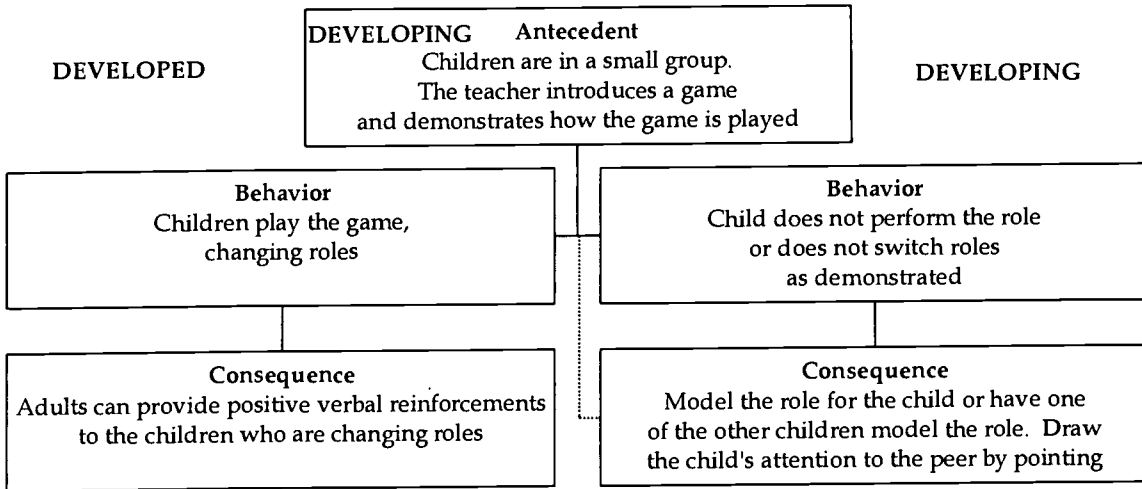 DEVELOPING Antecedent
Children are in a small group.
The teacher introduces a game
and demonstrates how the game is played
DEVELOPED
DEVELOPING
Behavior
Children play the game,
changing roles
Behavior
Child does not perform the role
or does not switch roles
as demonstrated
Consequence
Adults can provide positive verbal reinforcements
to the children who are changing roles
Consequence
Model the role for the child or have one
of the other children model the role. Draw
the child's attention to the peer by pointing